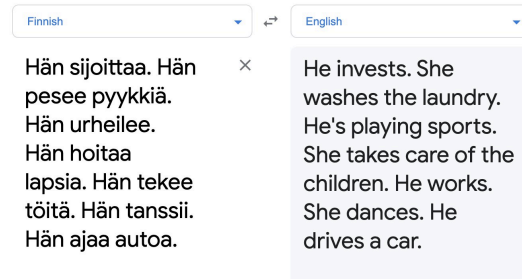 Finnish
English
Hän sijoittaa. Hän
pesee pyykkiä.
Hän urheilee.
Hän hoitaa
lapsia. Hän tekee
töitä. Hän tanssii.
Hän ajaa autoa.
He invests. She
washes the laundry.
He's playing sports.
She takes care of the
children. He works.
She dances. He
drives a car.